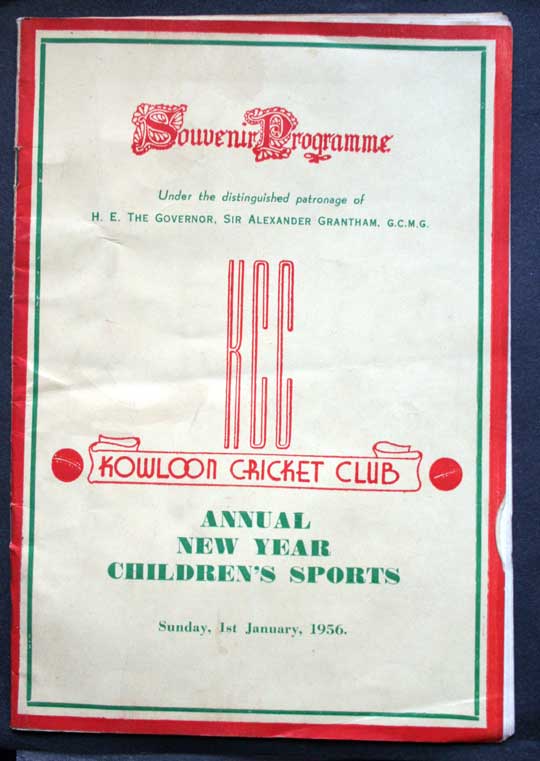 Souvenir Programme
Under the distinguished patronage of
H. E. THE GOVERNOR, SIR ALEXANDER GRANTHAM, G.C.M.G.
KCC
KOWLOON CRICKET CLUB
ANNUAL
NEW YEAR
CHILDREN'S SPORTS
Sunday, 1st January, 1956.